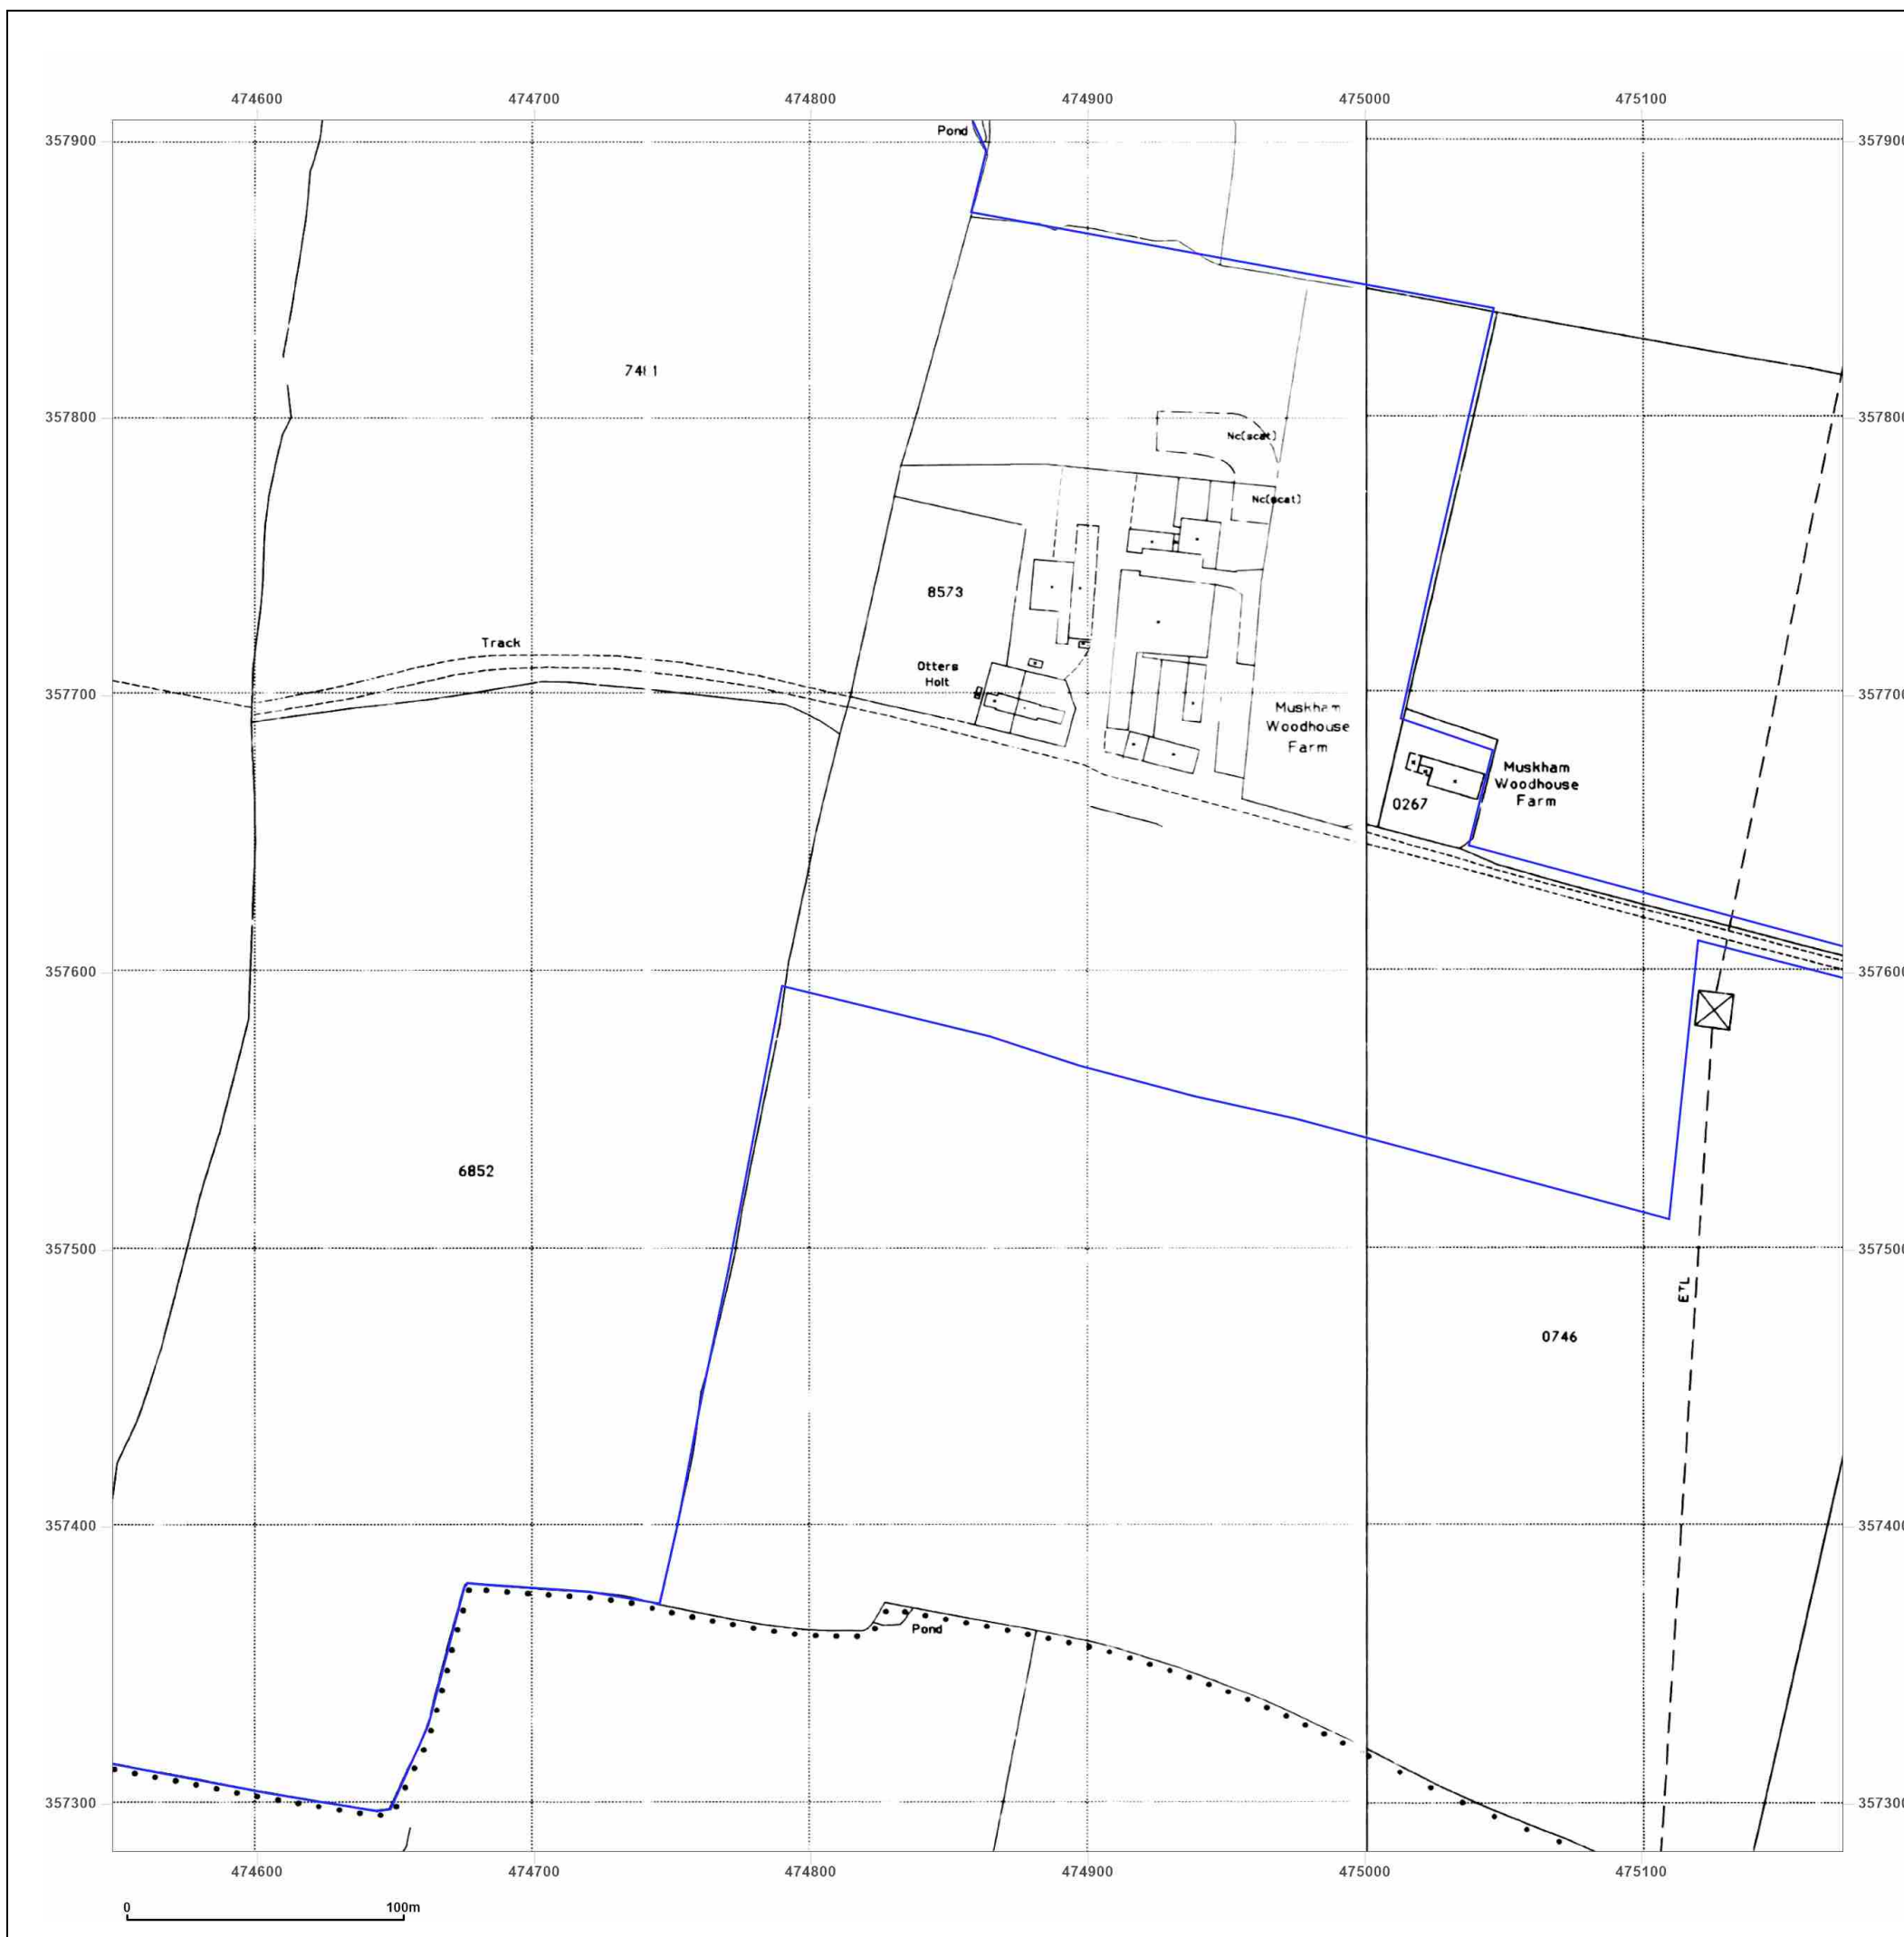 474600 474700 474800 474900 475000 475100
357900 Pond 357900
7481
357800 357800
Nc(scat)
Nc(scat)
8573
Track
Otters
Holt
357700 357700
Muskham
Woodhouse
Farm
Muskham
Woodhouse
Farm
0267
357600 357600
6852
357500 357500
ETL
0746
357400 357400
Pond
357300 357300
474600 474700 474800 474900 475000 475100
0 100m